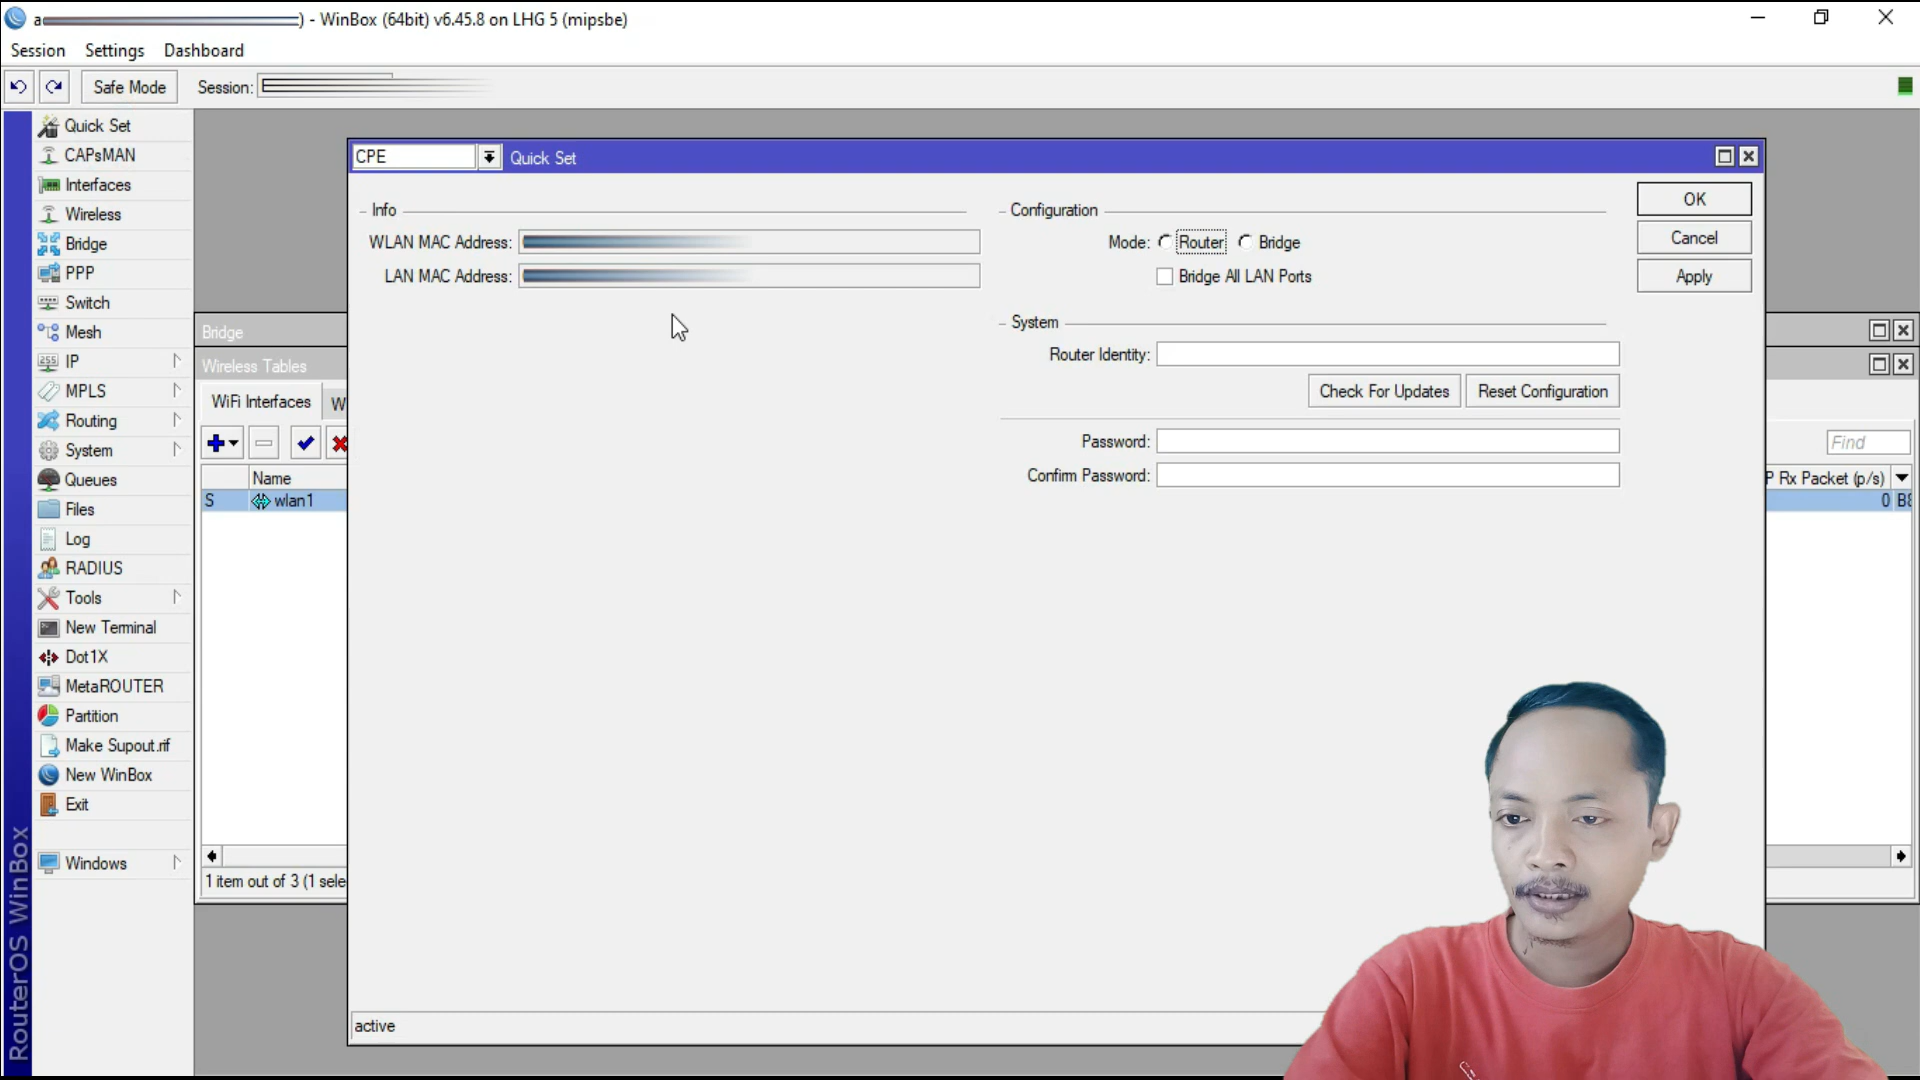 a ) - WinBox (64bit) v6.45.8 on LHG 5 (mipsbe)
Session Settings Dashboard
Safe Mode Session:
Quick Set
CAPsMAN
Interfaces
Wireless
Bridge
PPP
Switch
Mesh
IP
MPLS
Routing
System
Queues
Files
Log
RADIUS
Tools
New Terminal
Dot1X
MetaROUTER
Partition
Make Supout.rif
New WinBox
Exit
Windows
RouterOS WinBox
Bridge
Wireless Tables
WiFi Interfaces W
Find
Name
P Rx Packet (p/s)
S wlan1
0 B8
1 item out of 3 (1 sele
CPE Quick Set
Info
WLAN MAC Address:
LAN MAC Address:
Configuration
Mode: Router Bridge
Bridge All LAN Ports
System
Router Identity:
Check For Updates Reset Configuration
Password:
Confirm Password:
OK
Cancel
Apply
active